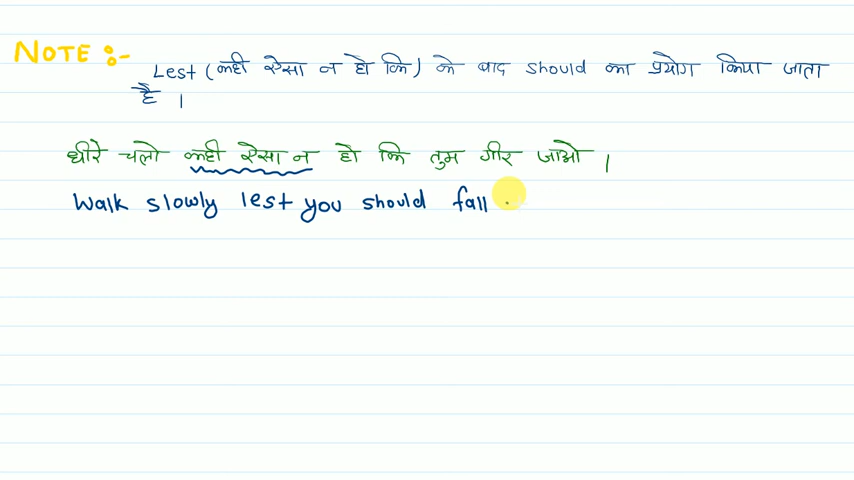 NOTE :-
Lest (कही ऐसा न हो कि) के बाद should का प्रयोग किया जाता
है ।
धीरे चलो कही ऐसा न हो कि तुम गीर जाओ ।
Walk slowly lest you should fall .